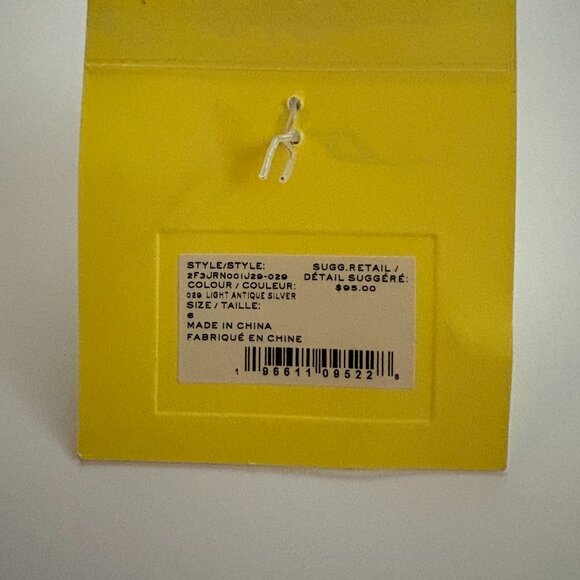 STYLE/STYLE:
2F3JRN001J29-029
COLOUR / COULEUR:
029 LIGHT ANTIQUE SILVER
SIZE / TAILLE:
6
MADE IN CHINA
FABRIQUÉ EN CHINE
SUGG.RETAIL /
DÉTAIL SUGGÉRÉ:
$95.00
1 96611 09522 8